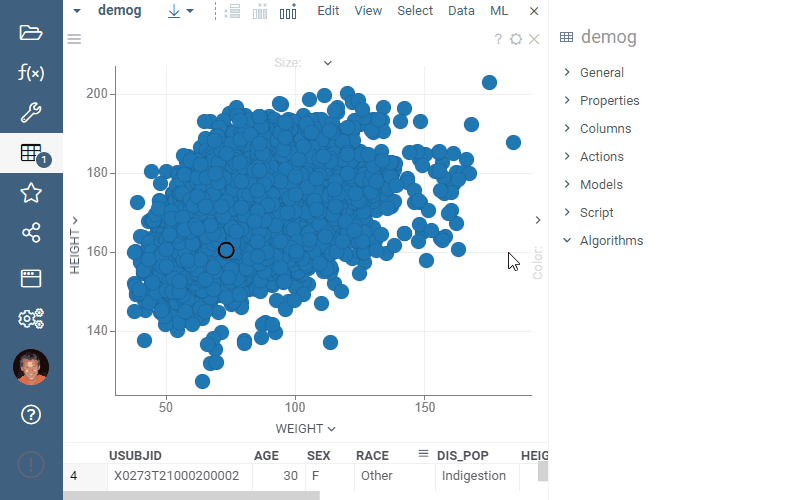 demog
Edit View Select Data ML
f(x)
1
Size:
200
180
160
140
HEIGHT
Color:
50 100 150
WEIGHT
USUBJID AGE SEX RACE DIS_POP HEIG
4 X0273T21000200002 30 F Other Indigestion
demog
General
Properties
Columns
Actions
Models
Script
Algorithms